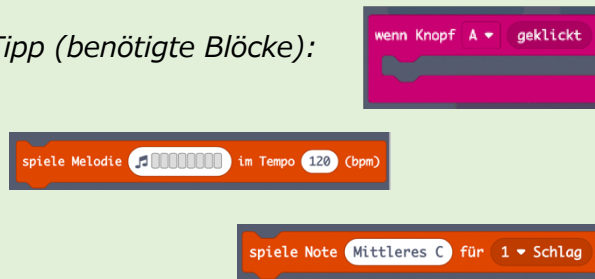 Tipp (benötigte Blöcke):
wenn Knopf A geklickt
spiele Melodie im Tempo 120 (bpm)
spiele Note Mittleres C für 1 Schlag